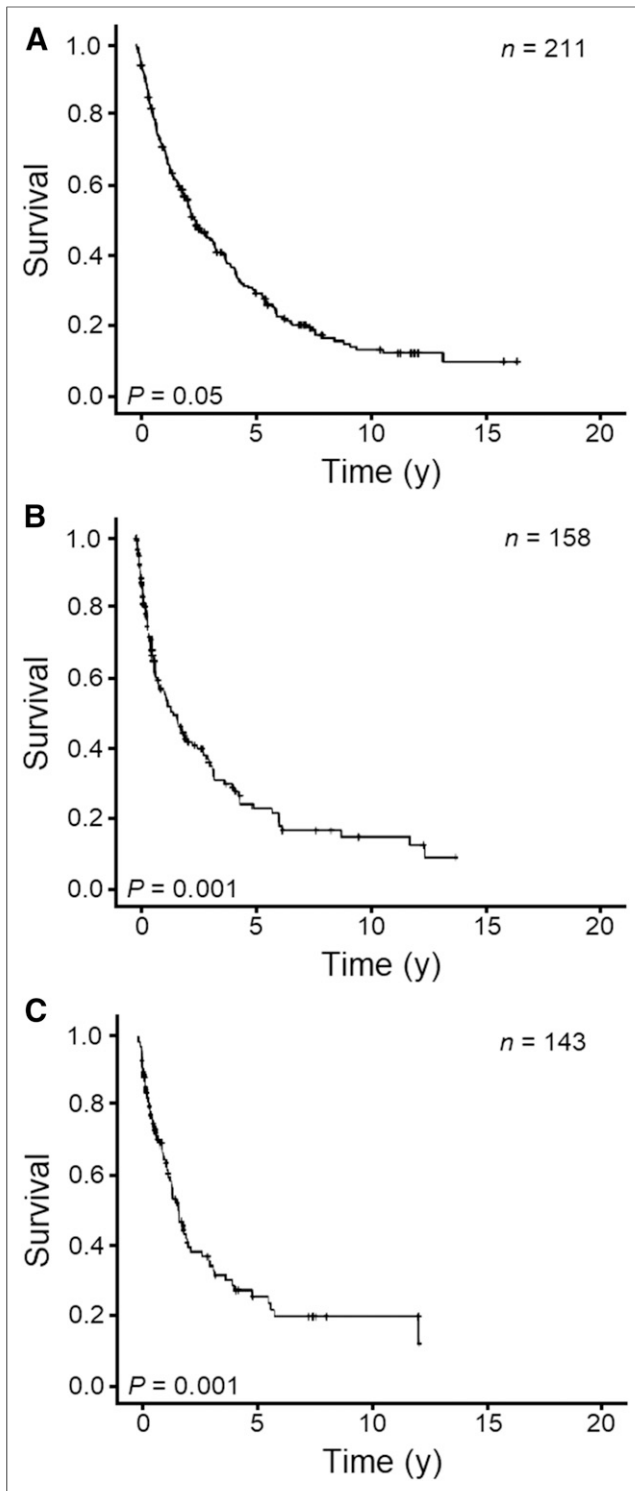 A
n = 211
Survival
1.0
0.8
0.6
0.4
0.2
0.0
P = 0.05
0 5 10 15 20
Time (y)
B
n = 158
Survival
1.0
0.8
0.6
0.4
0.2
0.0
P = 0.001
0 5 10 15 20
Time (y)
C
n = 143
Survival
1.0
0.8
0.6
0.4
0.2
0.0
P = 0.001
0 5 10 15 20
Time (y)